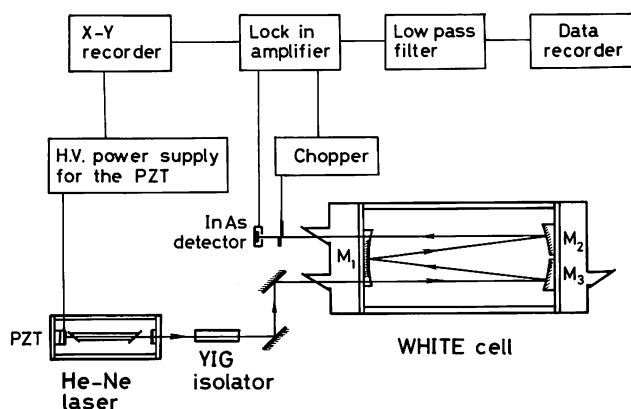 X-Y
recorder
Lock in
amplifier
Low pass
filter
Data
recorder
H.V. power supply
for the PZT
Chopper
InAs
detector
M1
M2
M3
PZT
He-Ne
laser
YIG
isolator
WHITE cell